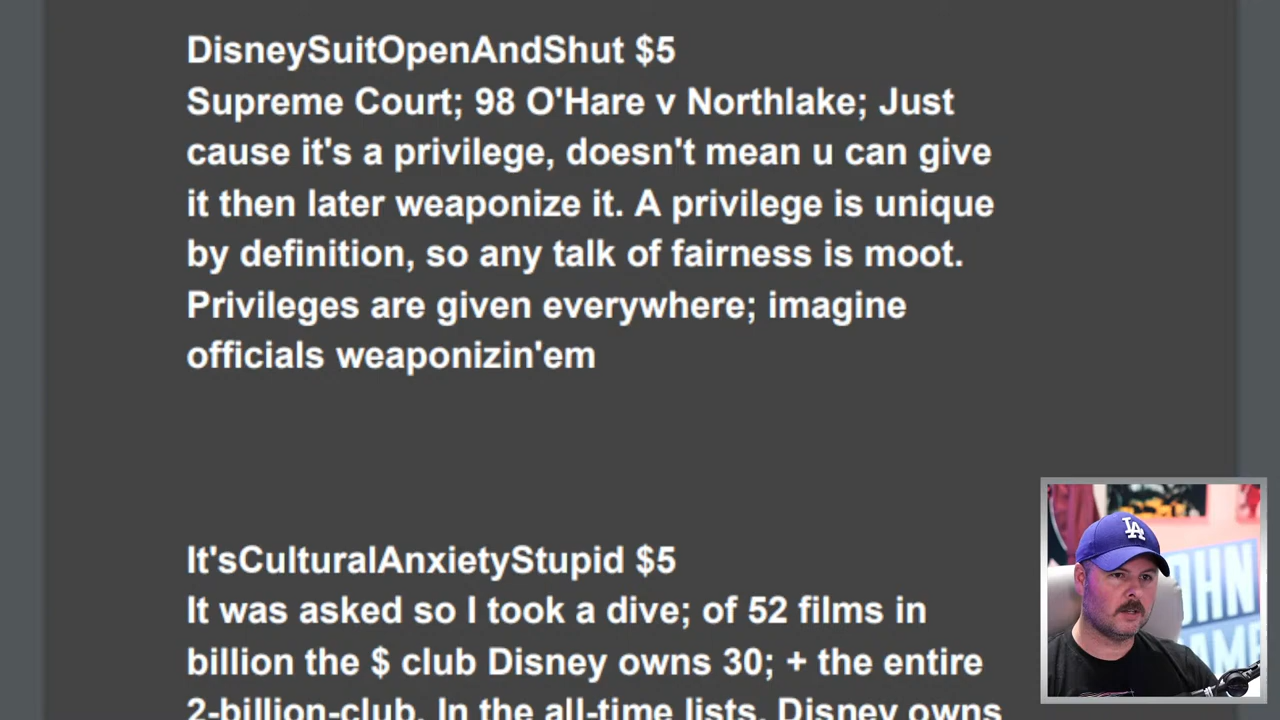 DisneySuitOpenAndShut $5
Supreme Court; 98 O'Hare v Northlake; Just
cause it's a privilege, doesn't mean u can give
it then later weaponize it. A privilege is unique
by definition, so any talk of fairness is moot.
Privileges are given everywhere; imagine
officials weaponizin'em
It'sCulturalAnxietyStupid $5
It was asked so I took a dive; of 52 films in
billion the $ club Disney owns 30; + the entire
2-billion-club. In the all-time lists, Disney owns
LA
OHN
AMP